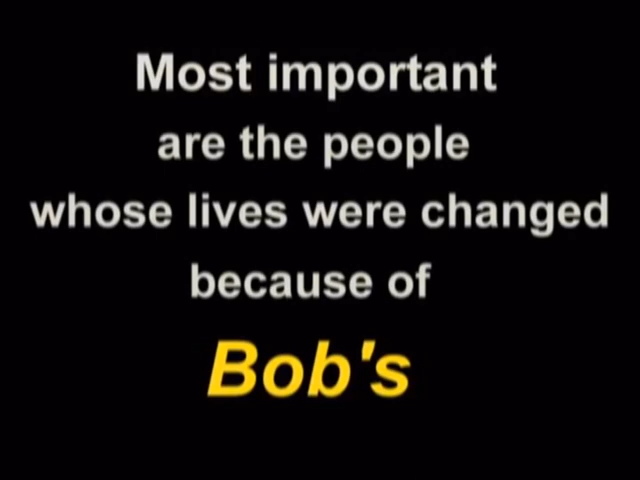 Most important
are the people
whose lives were changed
because of
Bob's